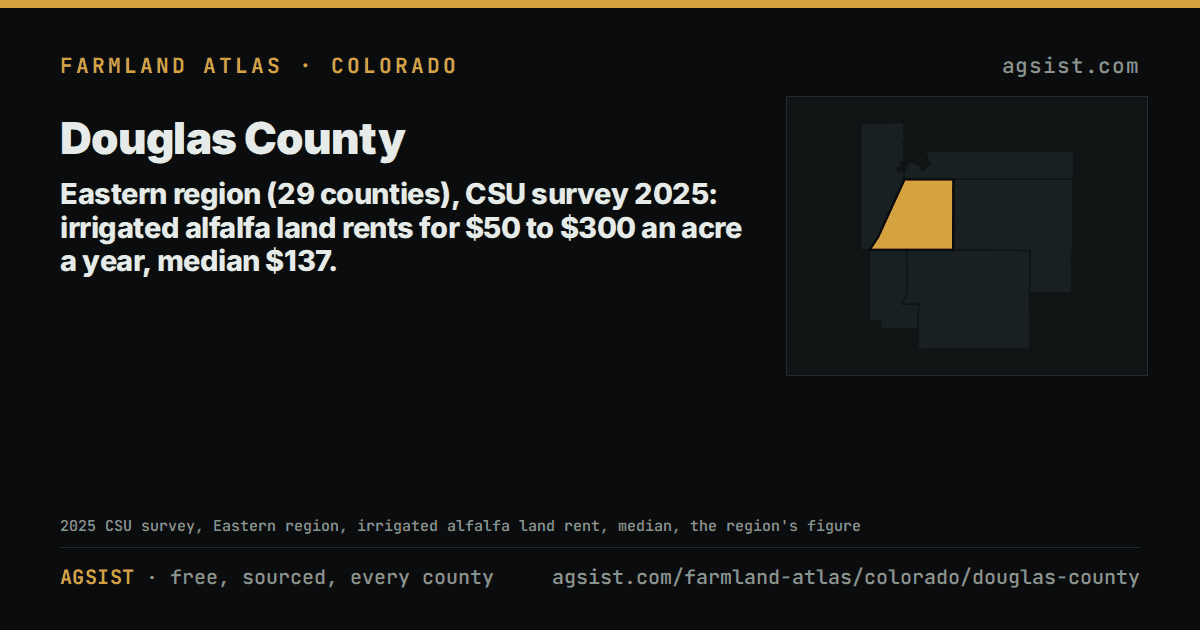 FARMLAND ATLAS · COLORADO
agsist.com
Douglas County
Eastern region (29 counties), CSU survey 2025:
irrigated alfalfa land rents for $50 to $300 an acre
a year, median $137.
2025 CSU survey, Eastern region, irrigated alfalfa land rent, median, the region's figure
AGSIST · free, sourced, every county
agsist.com/farmland-atlas/colorado/douglas-county